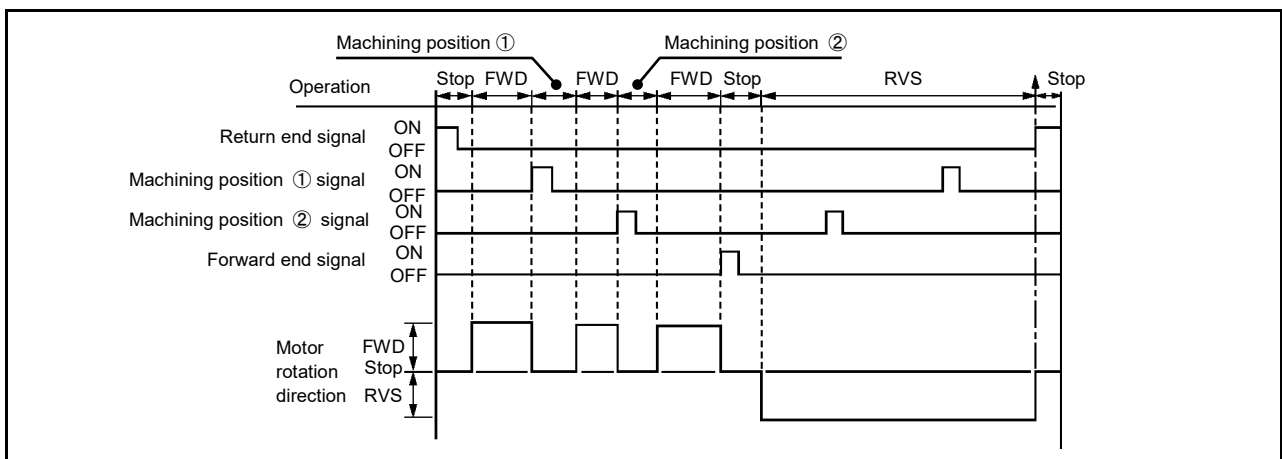 Machining position ① Machining position ②
Operation Stop FWD FWD FWD Stop RVS Stop
Return end signal ON
OFF
Machining position ① signal ON
OFF
Machining position ② signal ON
OFF
Forward end signal ON
OFF
Motor rotation direction
FWD
Stop
RVS